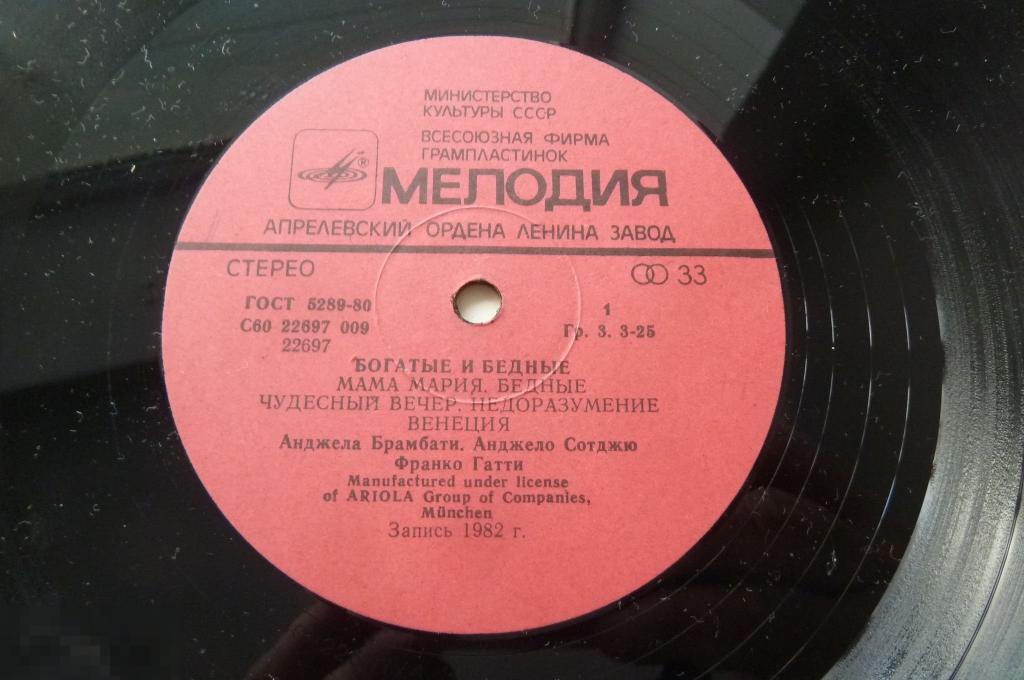 МИНИСТЕРСТВО
КУЛЬТУРЫ СССР
ВСЕСОЮЗНАЯ ФИРМА
ГРАМПЛАСТИНОК
®
МЕЛОДИЯ
АПРЕЛЕВСКИЙ ОРДЕНА ЛЕНИНА ЗАВОД
СТЕРЕО 33
ГОСТ 5289-80 1
С60 22697 009 Гр. 3. 3-25
22697
БОГАТЫЕ И БЕДНЫЕ
МАМА МАРИЯ. БЕДНЫЕ
ЧУДЕСНЫЙ ВЕЧЕР. НЕДОРАЗУМЕНИЕ
ВЕНЕЦИЯ
Анджела Брамбати. Анджело Сотджю
Франко Гатти
Manufactured under license
of ARIOLA Group of Companies,
München
Запись 1982 г.